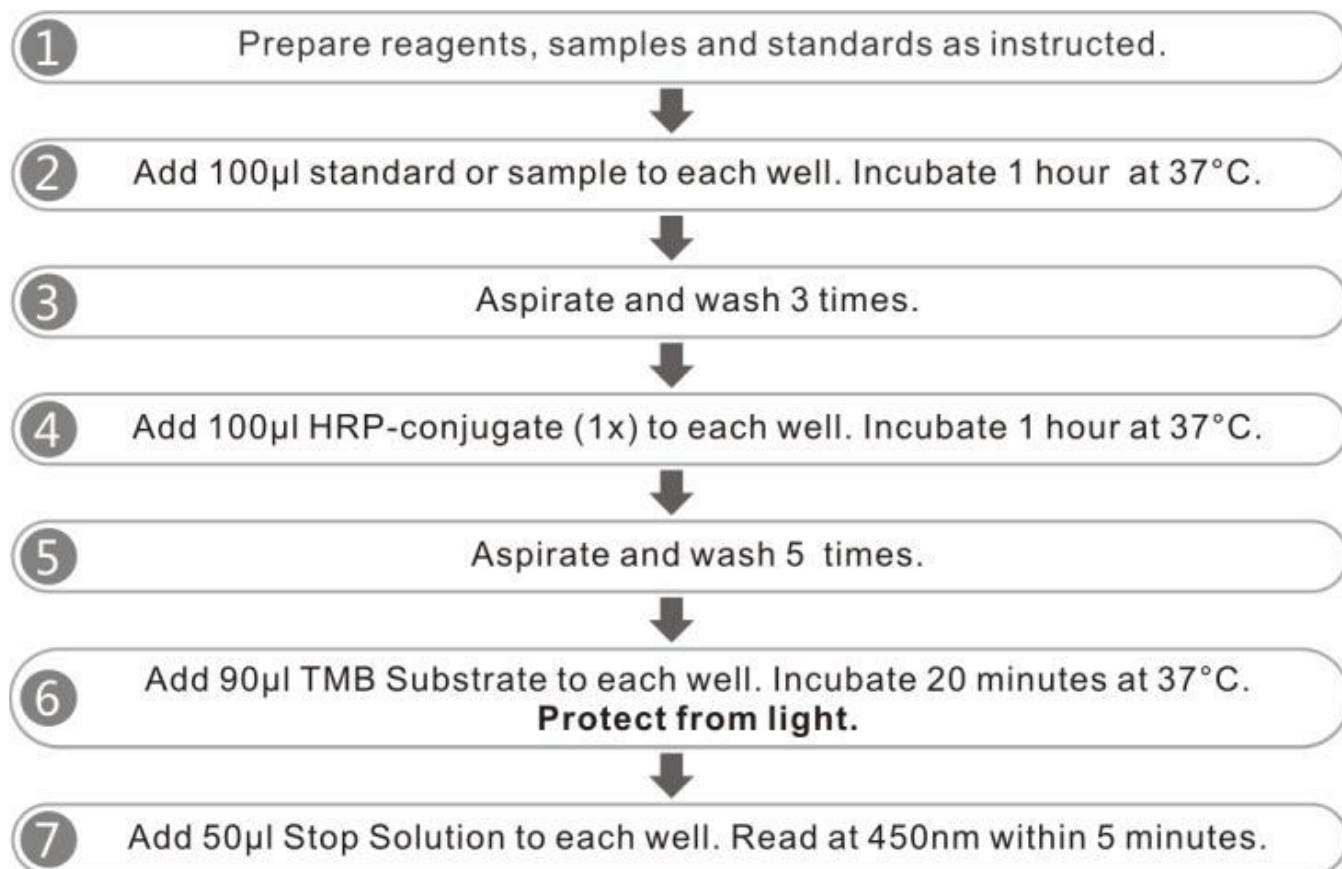 1 Prepare reagents, samples and standards as instructed.
2 Add 100µl standard or sample to each well. Incubate 1 hour at 37°C.
3 Aspirate and wash 3 times.
4 Add 100µl HRP-conjugate (1x) to each well. Incubate 1 hour at 37°C.
5 Aspirate and wash 5 times.
6 Add 90µl TMB Substrate to each well. Incubate 20 minutes at 37°C.
Protect from light.
7 Add 50µl Stop Solution to each well. Read at 450nm within 5 minutes.